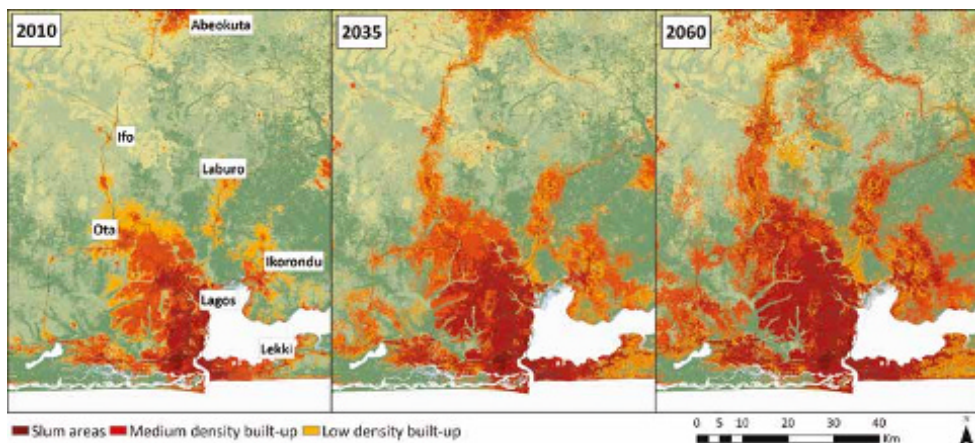 2010
Abeokuta
Ifo
Laburo
Ota
Ikorondu
Lagos
Lekki
2035
2060
Slum areas
Medium density built-up
Low density built-up
0 5 10 20 30 40
Km